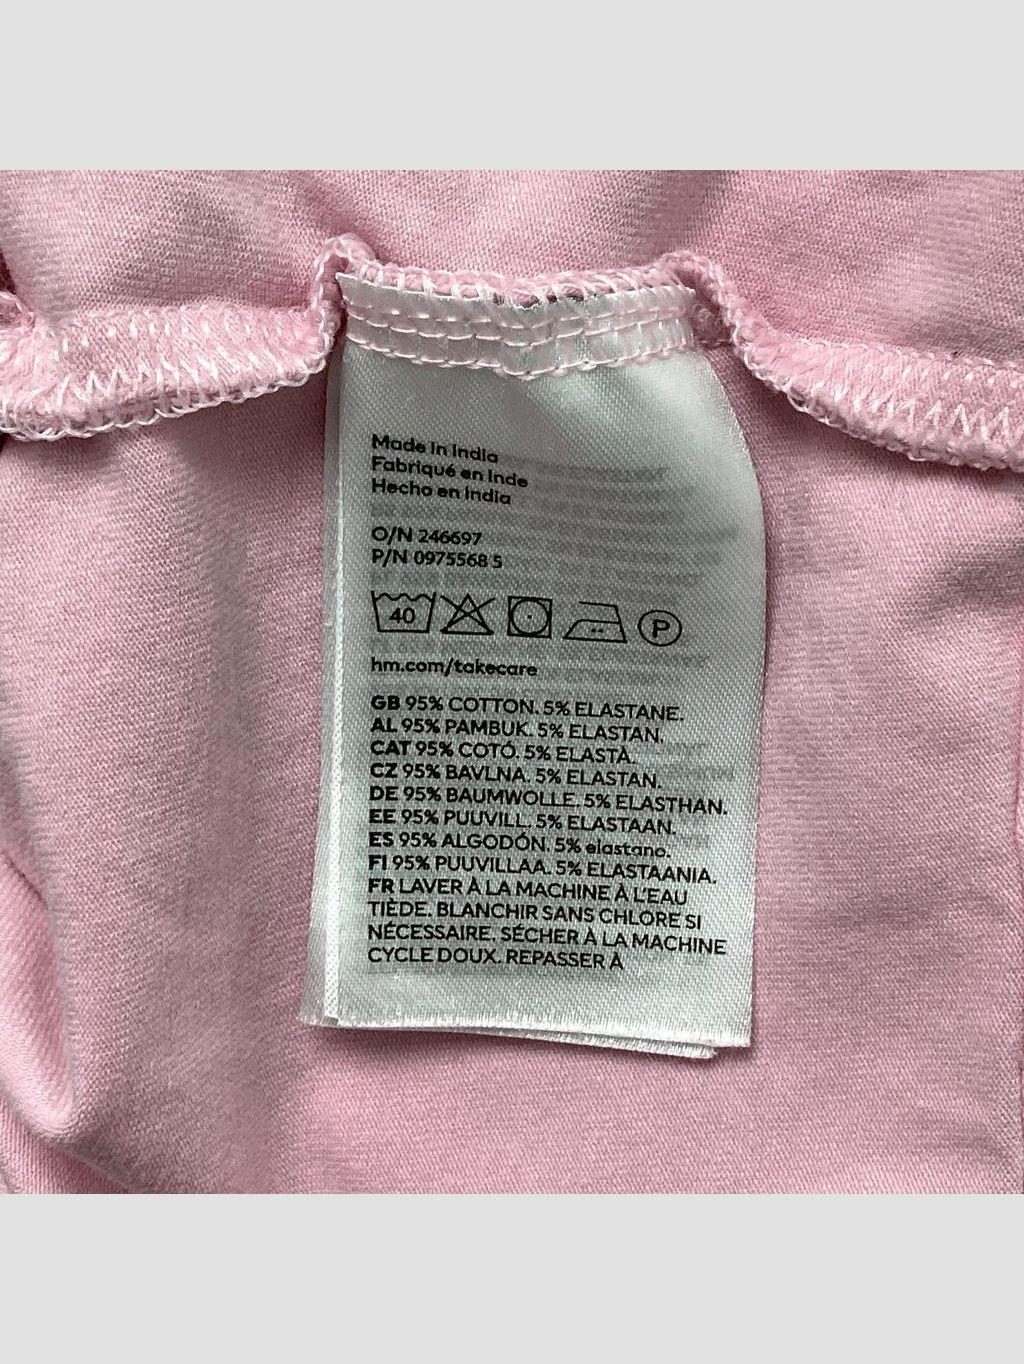 Made in India
Fabriqué en Inde
Hecho en India
O/N 246697
P/N 0975568 5
40 P
hm.com/takecare
GB 95% COTTON. 5% ELASTANE.
AL 95% PAMBUK. 5% ELASTAN.
CAT 95% COTÓ. 5% ELASTÀ.
CZ 95% BAVLNA. 5% ELASTAN.
DE 95% BAUMWOLLE. 5% ELASTHAN.
EE 95% PUUVILL. 5% ELASTAAN.
ES 95% ALGODÓN. 5% elastano.
FI 95% PUUVILLAA. 5% ELASTAANIA.
FR LAVER À LA MACHINE À L'EAU
TIÈDE. BLANCHIR SANS CHLORE SI
NÉCESSAIRE. SÉCHER À LA MACHINE
CYCLE DOUX. REPASSER À